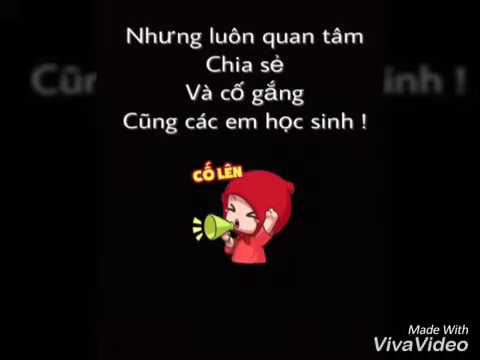 Nhưng luôn quan tâm
Chia sẻ
Và cố gắng
Cũng các em học sinh !
CỐ LÊN
Made With
VivaVideo